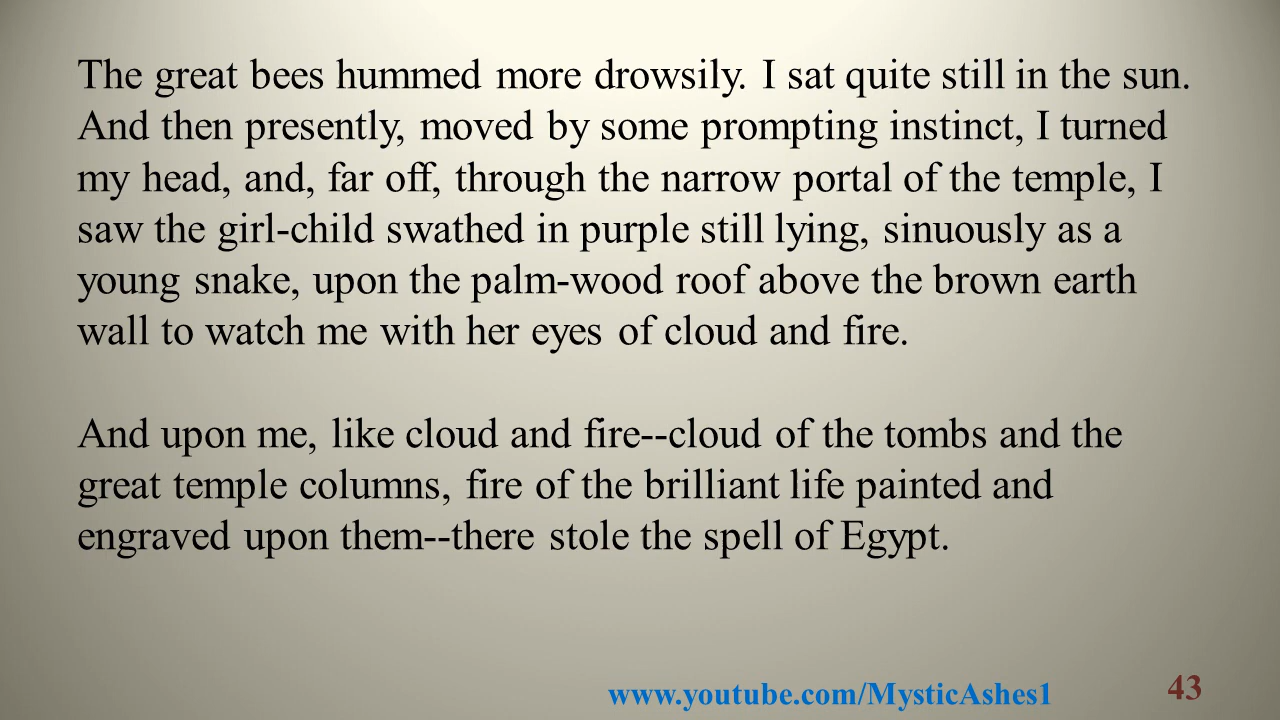 The great bees hummed more drowsily. I sat quite still in the sun.
And then presently, moved by some prompting instinct, I turned
my head, and, far off, through the narrow portal of the temple, I
saw the girl-child swathed in purple still lying, sinuously as a
young snake, upon the palm-wood roof above the brown earth
wall to watch me with her eyes of cloud and fire.

And upon me, like cloud and fire--cloud of the tombs and the
great temple columns, fire of the brilliant life painted and
engraved upon them--there stole the spell of Egypt.

www.youtube.com/MysticAshes1
43